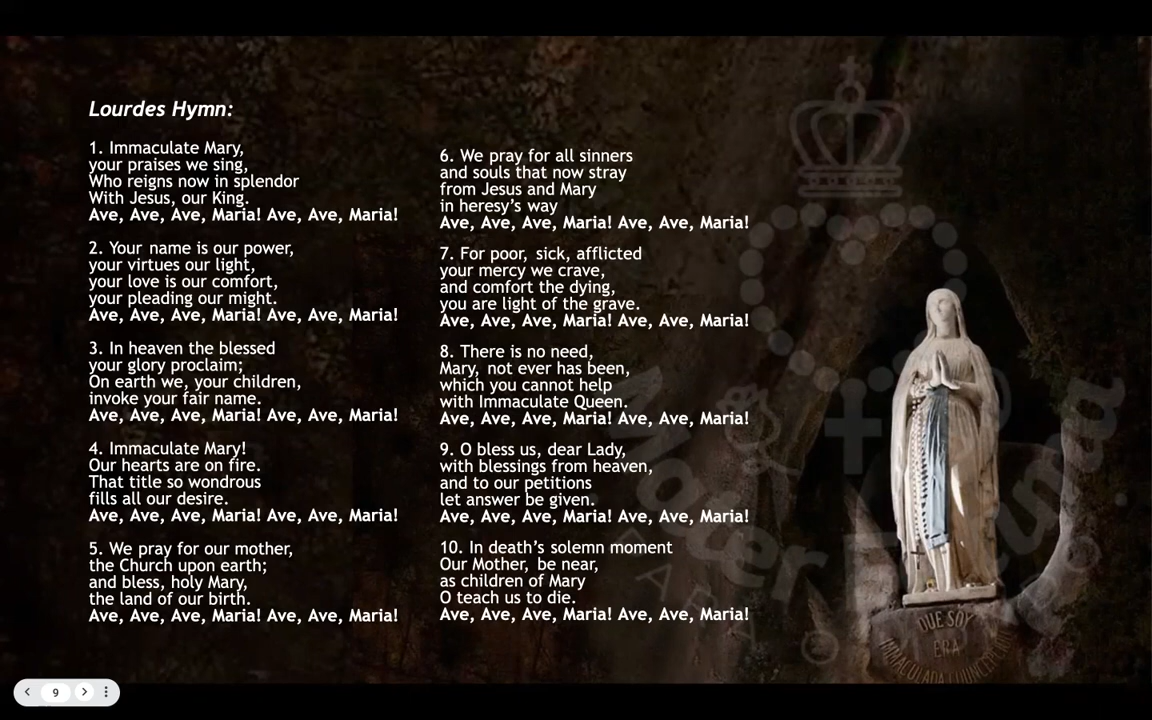 Lourdes Hymn:
1. Immaculate Mary,
your praises we sing,
Who reigns now in splendor
With Jesus, our King.
Ave, Ave, Ave, Maria! Ave, Ave, Maria!
2. Your name is our power,
your virtues our light,
your love is our comfort,
your pleading our might.
Ave, Ave, Ave, Maria! Ave, Ave, Maria!
3. In heaven the blessed
your glory proclaim;
On earth we, your children,
invoke your fair name.
Ave, Ave, Ave, Maria! Ave, Ave, Maria!
4. Immaculate Mary!
Our hearts are on fire.
That title so wondrous
fills all our desire.
Ave, Ave, Ave, Maria! Ave, Ave, Maria!
5. We pray for our mother,
the Church upon earth;
and bless, holy Mary,
the land of our birth.
Ave, Ave, Ave, Maria! Ave, Ave, Maria!
6. We pray for all sinners
and souls that now stray
from Jesus and Mary
in heresy’s way
Ave, Ave, Ave, Maria! Ave, Ave, Maria!
7. For poor, sick, afflicted
your mercy we crave,
and comfort the dying,
you are light of the grave.
Ave, Ave, Ave, Maria! Ave, Ave, Maria!
8. There is no need,
Mary, not ever has been,
which you cannot help
with Immaculate Queen.
Ave, Ave, Ave, Maria! Ave, Ave, Maria!
9. O bless us, dear Lady,
with blessings from heaven,
and to our petitions
let answer be given.
Ave, Ave, Ave, Maria! Ave, Ave, Maria!
10. In death’s solemn moment
Our Mother, be near,
as children of Mary
O teach us to die.
Ave, Ave, Ave, Maria! Ave, Ave, Maria!
QUE SOY
ERA
9